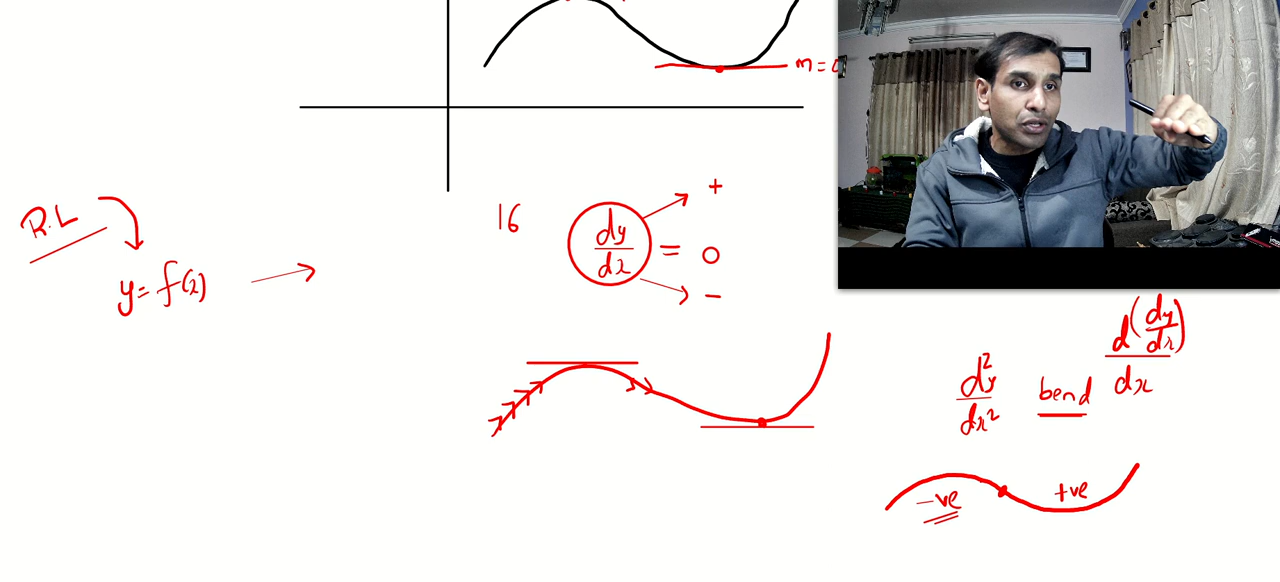 m = 0
R.L
y = f(x)
16
dy/dx = 0
+
-
d²y/dx²
bend
d(dy/dx)/dx
-ve
+ve